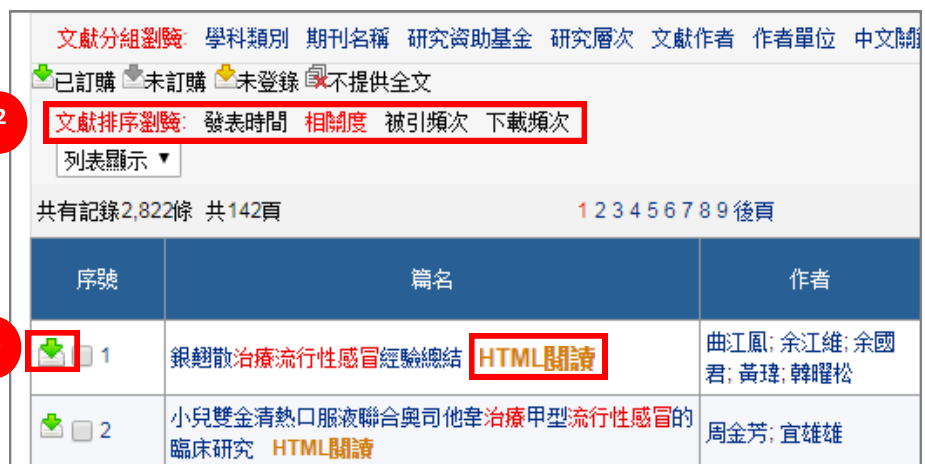 文獻分組瀏覽: 學科類別 期刊名稱 研究資助基金 研究層次 文獻作者 作者單位 中文關
已訂購 未訂購 未登錄 不提供全文
2
文獻排序瀏覽: 發表時間 相關度 被引頻次 下載頻次
列表顯示 ▼
共有記錄2,822條 共142頁 1 2 3 4 5 6 7 8 9 後頁
序號 篇名 作者
1 銀翹散治療流行性感冒經驗總結 HTML閱讀 曲江鳳; 余江維; 余國
君; 黃瑋; 韓曜松
2 小兒雙金清熱口服液聯合奧司他韋治療甲型流行性感冒的 周金芳; 宜雄雄
臨床研究 HTML閱讀